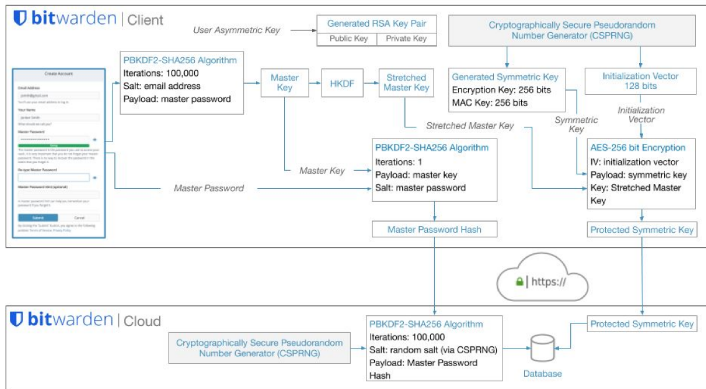 bitwarden | Client
User Asymmetric Key
Generated RSA Key Pair
Public Key
Private Key
Cryptographically Secure Pseudorandom
Number Generator (CSPRNG)
Create Account
Email Address
Your Name
Master Password
Re-type Master Password
Master Password Hint (optional)
Submit
Cancel
PBKDF2-SHA256 Algorithm
Iterations: 100,000
Salt: email address
Payload: master password
Master
Key
HKDF
Stretched
Master Key
Generated Symmetric Key
Encryption Key: 256 bits
MAC Key: 256 bits
Initialization Vector
128 bits
Symmetric
Key
Initialization
Vector
Stretched Master Key
Master Key
Master Password
PBKDF2-SHA256 Algorithm
Iterations: 1
Payload: master key
Salt: master password
AES-256 bit Encryption
IV: initialization vector
Payload: symmetric key
Key: Stretched Master
Key
Master Password Hash
Protected Symmetric Key
https://
bitwarden | Cloud
Cryptographically Secure Pseudorandom
Number Generator (CSPRNG)
PBKDF2-SHA256 Algorithm
Iterations: 100,000
Salt: random salt (via CSPRNG)
Payload: Master Password
Hash
Database
Protected Symmetric Key